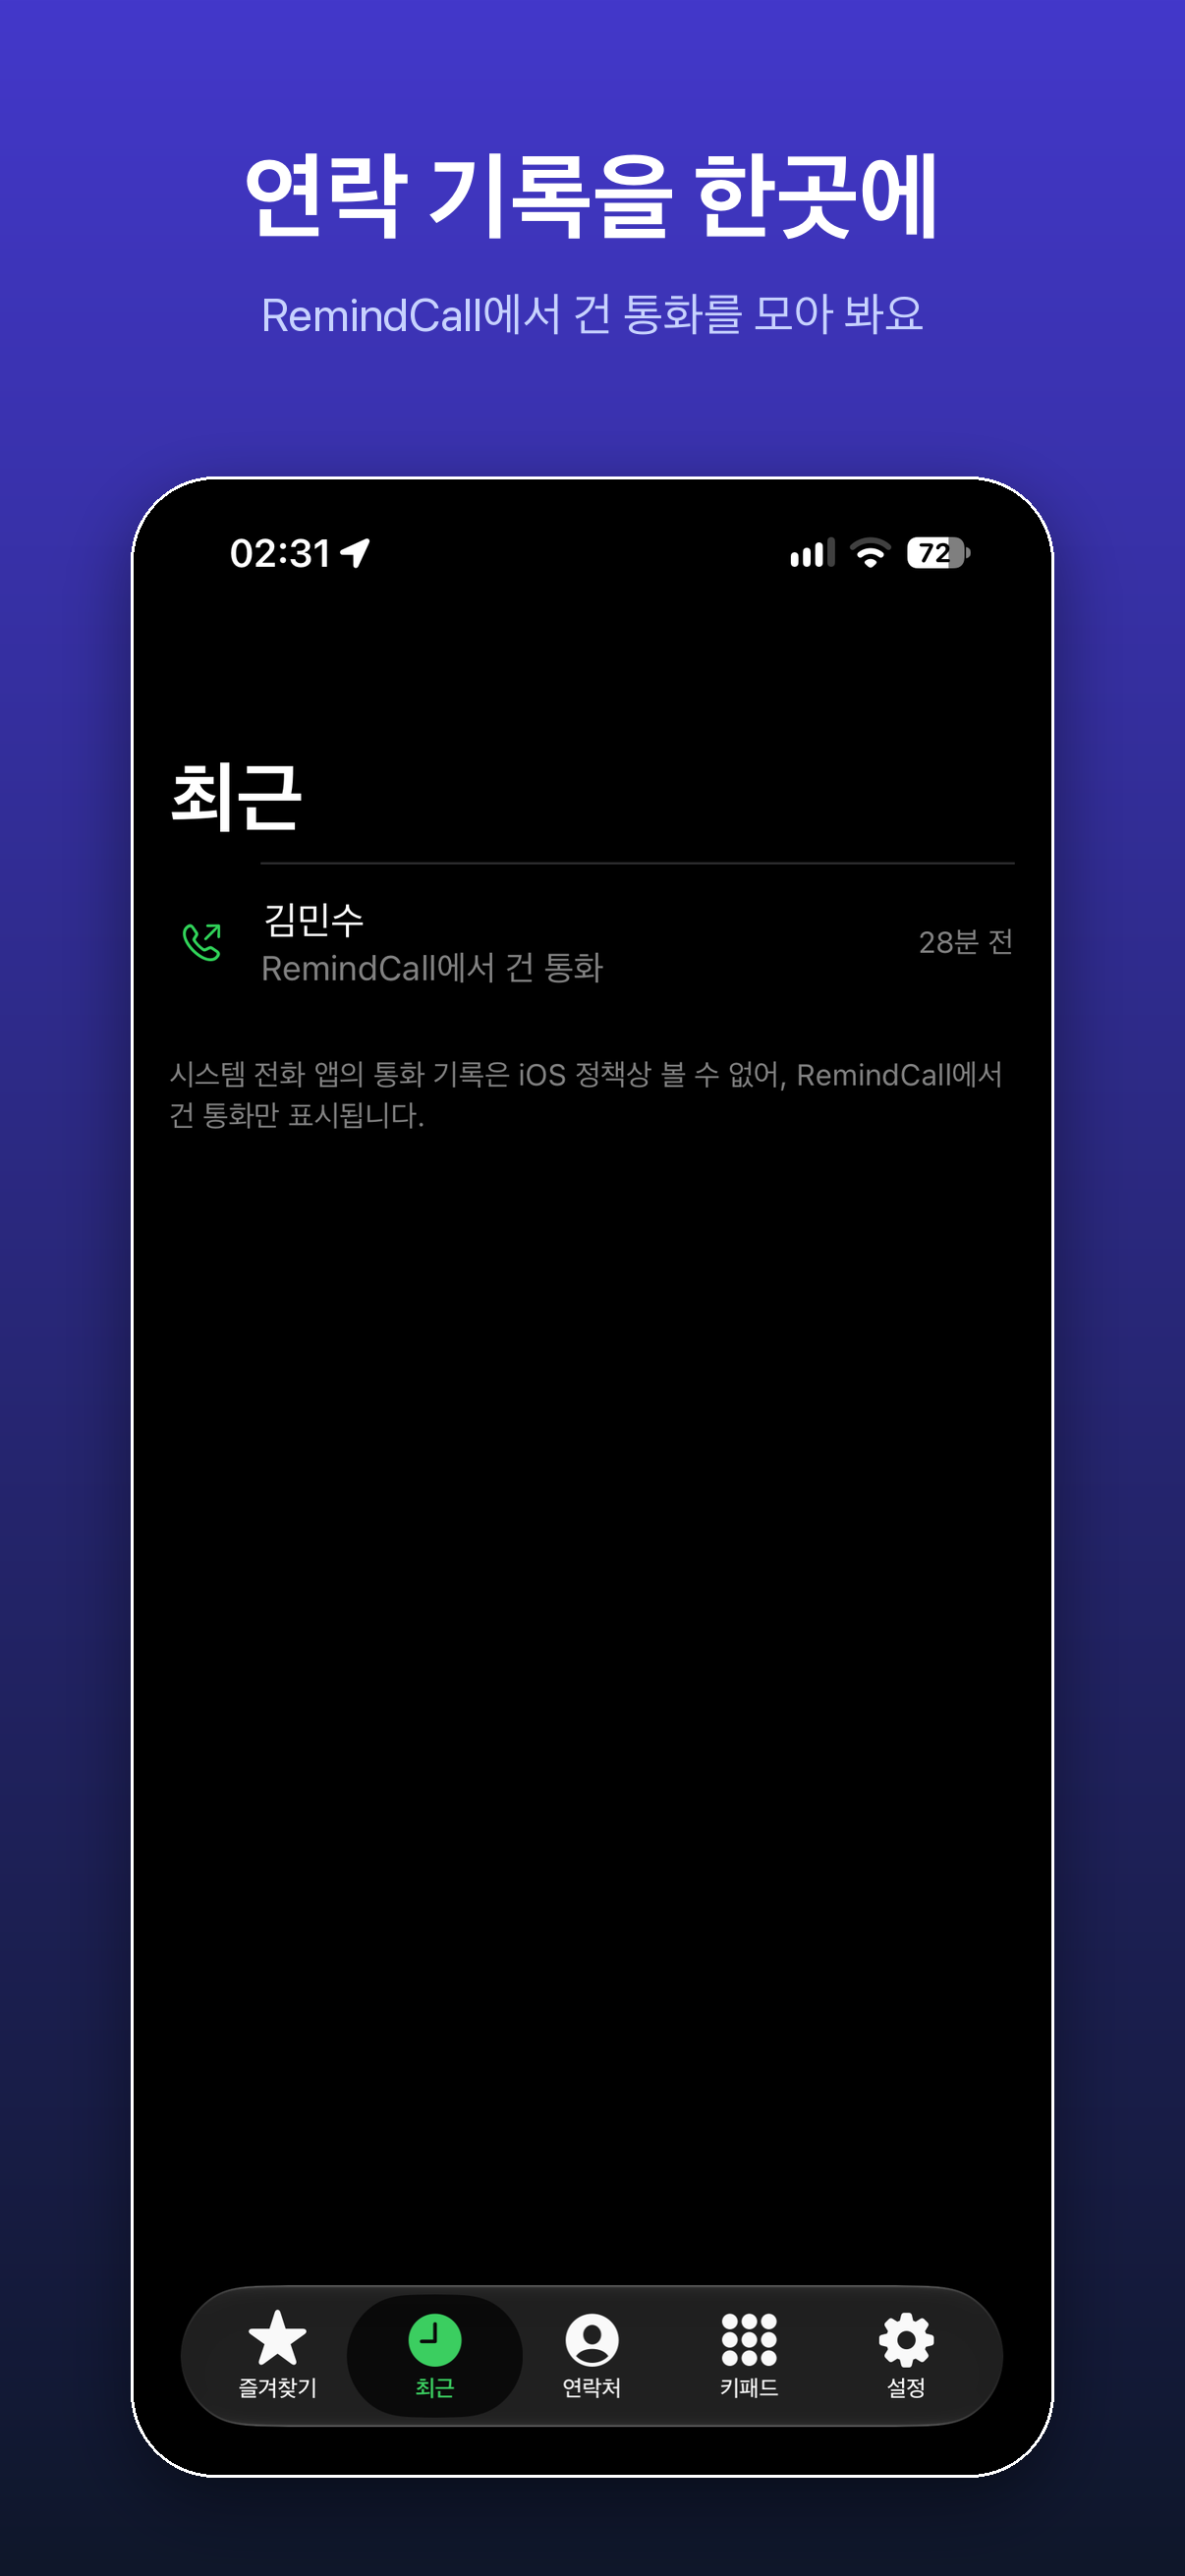 연락 기록을 한곳에
RemindCall에서 건 통화를 모아 봐요
02:31
72
최근
김민수
RemindCall에서 건 통화
28분 전
시스템 전화 앱의 통화 기록은 iOS 정책상 볼 수 없어, RemindCall에서
건 통화만 표시됩니다.
즐겨찾기
최근
연락처
키패드
설정